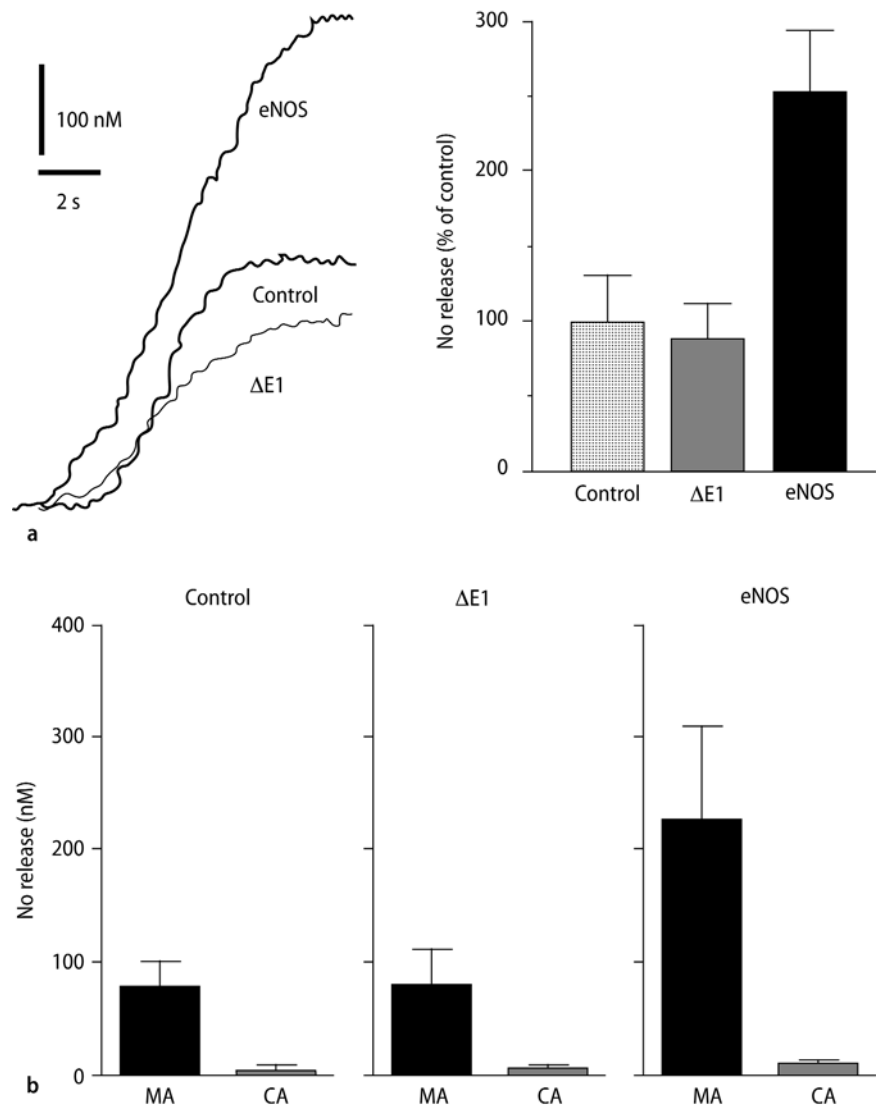 eNOS
100 nM
2 s
Control
ΔE1
a
No release (% of control)
300
200
100
0
Control ΔE1 eNOS
Control ΔE1 eNOS
No release (nM)
400
300
200
100
0
b
MA CA MA CA MA CA